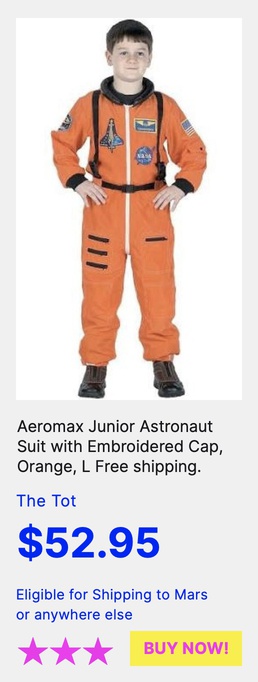 NASA
Aeromax Junior Astronaut
Suit with Embroidered Cap,
Orange, L Free shipping.
The Tot
$52.95
Eligible for Shipping to Mars
or anywhere else
BUY NOW!